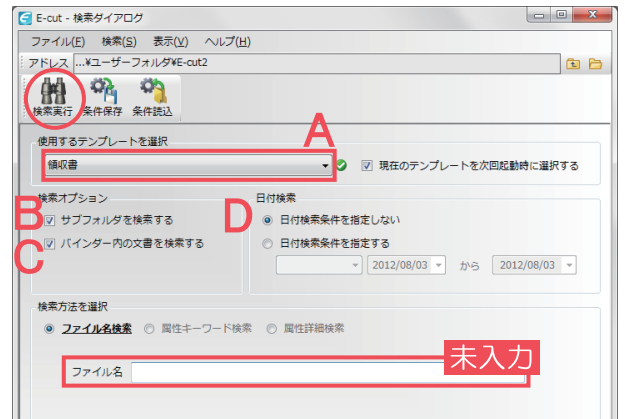 E-cut - 検索ダイアログ
ファイル(F) 検索(S) 表示(V) ヘルプ(H)
アドレス ...¥ユーザーフォルダ¥E-cut2
検索実行 条件保存 条件読込
A
使用するテンプレートを選択
領収書 現在のテンプレートを次回起動時に選択する
検索オプション 日付検索
B サブフォルダを検索する D 日付検索条件を指定しない
C バインダー内の文書を検索する 日付検索条件を指定する
2012/08/03 から 2012/08/03
検索方法を選択
ファイル名検索 属性キーワード検索 属性詳細検索
未入力
ファイル名